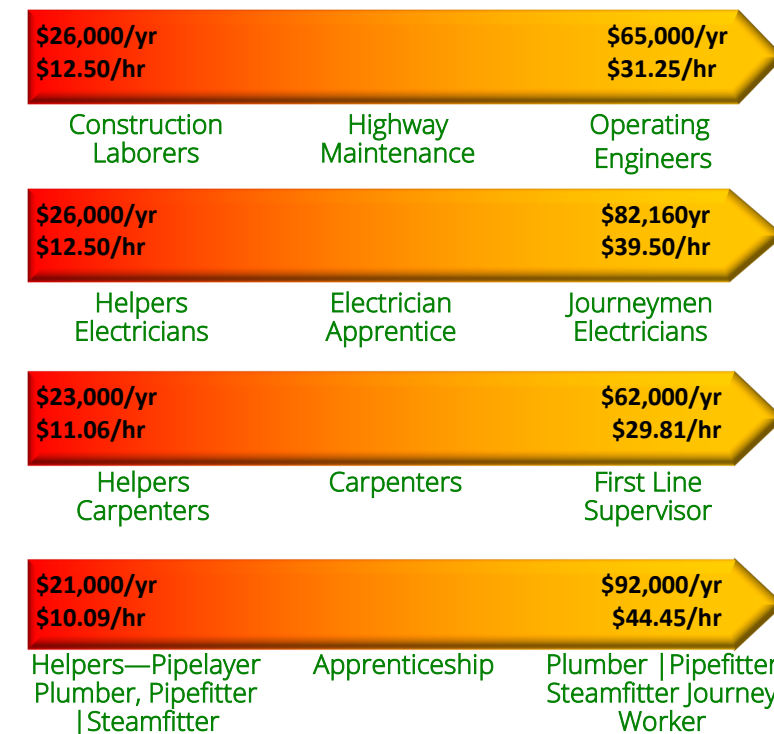 $26,000/yr $65,000/yr
$12.50/hr $31.25/hr
Construction Highway Operating
Laborers Maintenance Engineers
$26,000/yr $82,160yr
$12.50/hr $39.50/hr
Helpers Electrician Journeymen
Electricians Apprentice Electricians
$23,000/yr $62,000/yr
$11.06/hr $29.81/hr
Helpers Carpenters First Line
Carpenters Supervisor
$21,000/yr $92,000/yr
$10.09/hr $44.45/hr
Helpers—Pipelayer Apprenticeship Plumber |Pipefitter
Plumber, Pipefitter Steamfitter Journey
|Steamfitter Worker